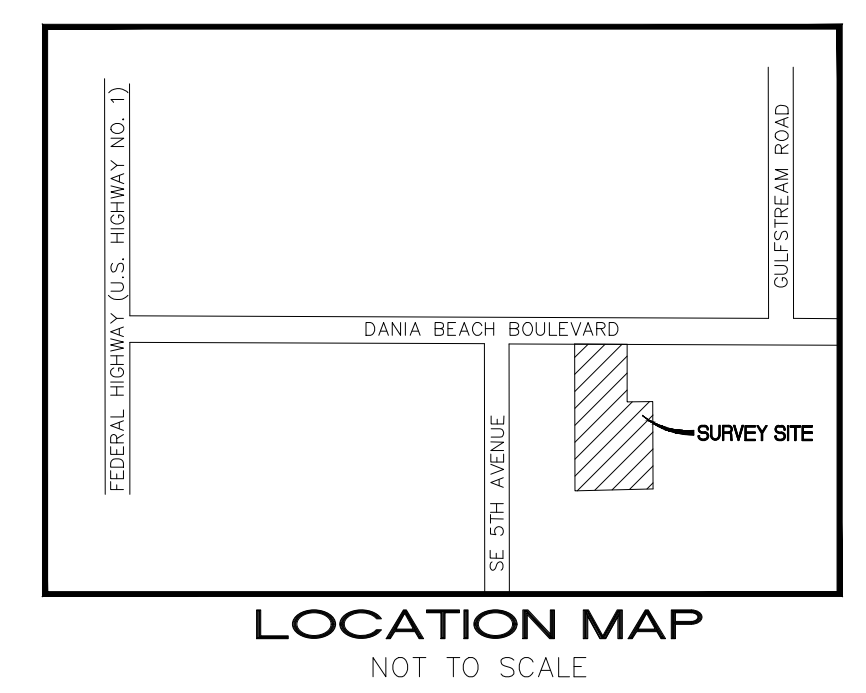 FEDERAL HIGHWAY (U.S. HIGHWAY NO. 1)
GULFSTREAM ROAD
DANIA BEACH BOULEVARD
SE 5TH AVENUE
SURVEY SITE
LOCATION MAP
NOT TO SCALE